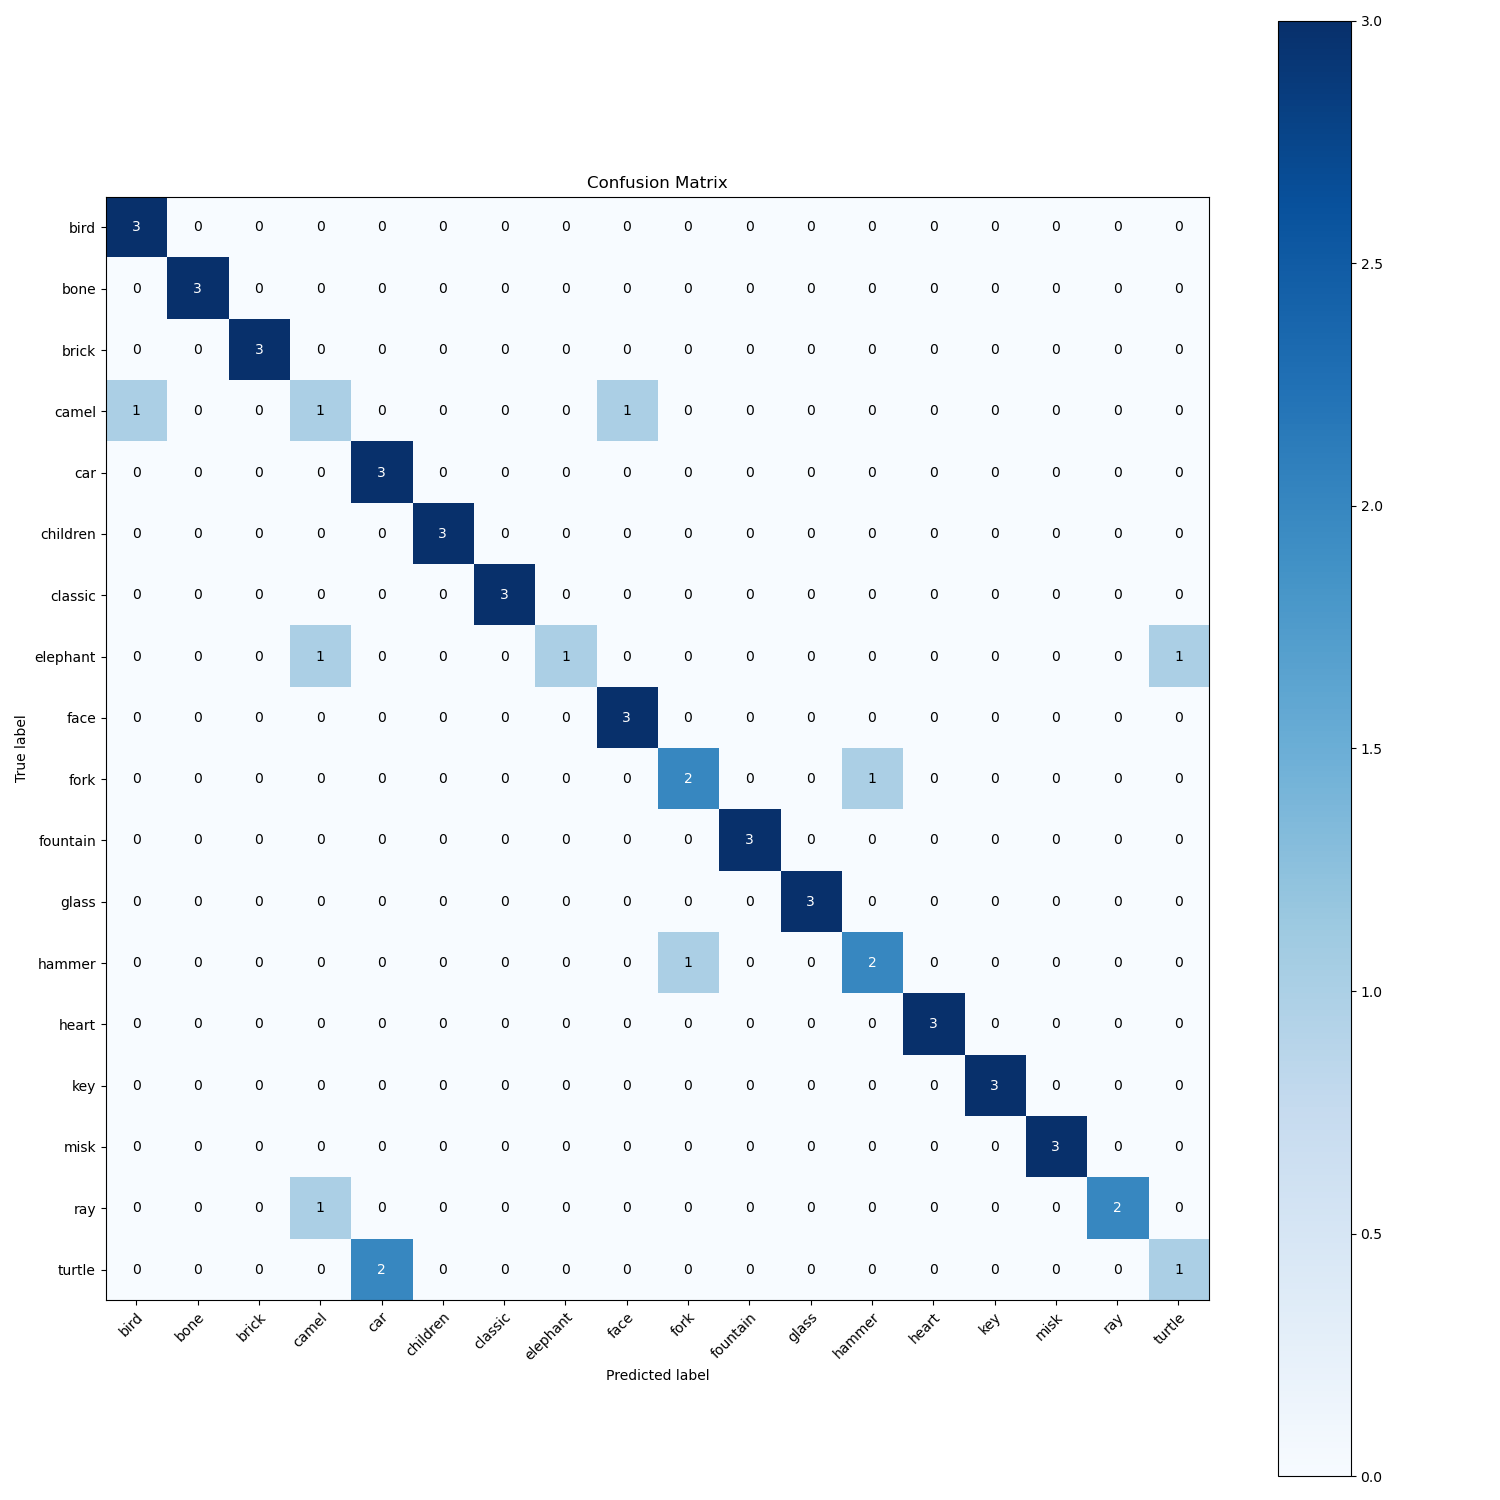 Confusion Matrix
bird 3 0 0 0 0 0 0 0 0 0 0 0 0 0 0 0 0 0
bone 0 3 0 0 0 0 0 0 0 0 0 0 0 0 0 0 0 0
brick 0 0 3 0 0 0 0 0 0 0 0 0 0 0 0 0 0 0
camel 1 0 0 1 0 0 0 0 1 0 0 0 0 0 0 0 0 0
car 0 0 0 0 3 0 0 0 0 0 0 0 0 0 0 0 0 0
children 0 0 0 0 0 3 0 0 0 0 0 0 0 0 0 0 0 0
classic 0 0 0 0 0 0 3 0 0 0 0 0 0 0 0 0 0 0
elephant 0 0 0 1 0 0 0 1 0 0 0 0 0 0 0 0 0 1
face 0 0 0 0 0 0 0 0 3 0 0 0 0 0 0 0 0 0
fork 0 0 0 0 0 0 0 0 0 2 0 0 1 0 0 0 0 0
fountain 0 0 0 0 0 0 0 0 0 0 3 0 0 0 0 0 0 0
glass 0 0 0 0 0 0 0 0 0 0 0 3 0 0 0 0 0 0
hammer 0 0 0 0 0 0 0 0 0 1 0 0 2 0 0 0 0 0
heart 0 0 0 0 0 0 0 0 0 0 0 0 0 3 0 0 0 0
key 0 0 0 0 0 0 0 0 0 0 0 0 0 0 3 0 0 0
misk 0 0 0 0 0 0 0 0 0 0 0 0 0 0 0 3 0 0
ray 0 0 0 1 0 0 0 0 0 0 0 0 0 0 0 0 2 0
turtle 0 0 0 0 2 0 0 0 0 0 0 0 0 0 0 0 0 1
bird bone brick camel car children classic elephant face fork fountain glass hammer heart key misk ray turtle
Predicted label
True label
3.0
2.5
2.0
1.5
1.0
0.5
0.0